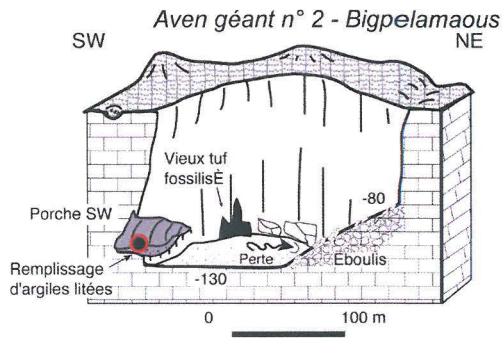 Aven géant n° 2 - Bigpelamaous
SW
NE
Vieux tuf
fossilisÈ
-80
Porche SW
Perte
Eboulis
Remplissage
d'argiles litées
-130
0
100 m